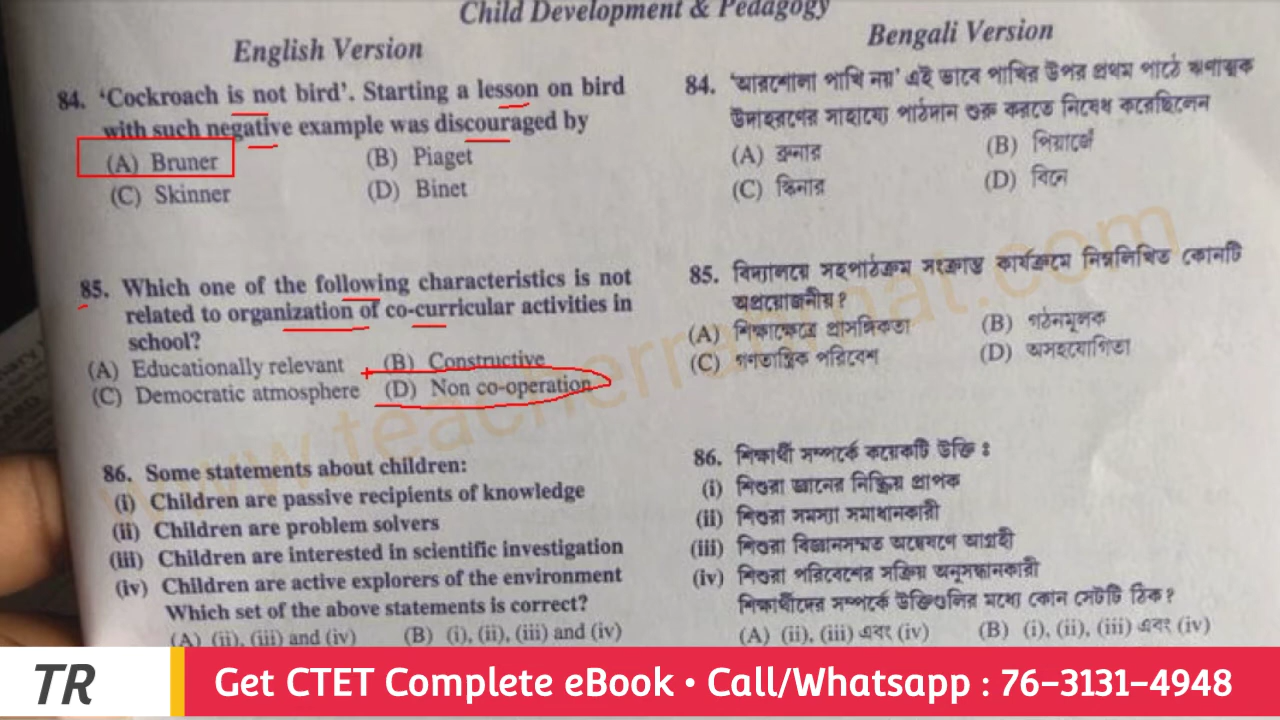 Child Development & Pedagogy
English Version
84. ‘Cockroach is not bird’. Starting a lesson on bird
with such negative example was discouraged by
(A) Bruner (B) Piaget
(C) Skinner (D) Binet
85. Which one of the following characteristics is not
related to organization of co-curricular activities in
school?
(A) Educationally relevant (B) Constructive
(C) Democratic atmosphere (D) Non co-operation
86. Some statements about children:
(i) Children are passive recipients of knowledge
(ii) Children are problem solvers
(iii) Children are interested in scientific investigation
(iv) Children are active explorers of the environment
Which set of the above statements is correct?
(A) (ii), (iii) and (iv) (B) (i), (ii), (iii) and (iv)
Bengali Version
84. ‘আরশোলা পাখি নয়’ এই ভাবে পাখির উপর প্রথম পাঠে ঋণাত্মক
উদাহরণের সাহায্যে পাঠদান শুরু করতে নিষেধ করেছিলেন
(A) ব্রুনার (B) পিয়াজেঁ
(C) স্কিনার (D) বিনে
85. বিদ্যালয়ে সহপাঠক্রম সংক্রান্ত কার্যক্রমে নিম্নলিখিত কোনটি
অপ্রয়োজনীয়?
(A) শিক্ষাক্ষেত্রে প্রাসঙ্গিকতা (B) গঠনমূলক
(C) গণতান্ত্রিক পরিবেশ (D) অসহযোগিতা
86. শিক্ষার্থী সম্পর্কে কয়েকটি উক্তি :
(i) শিশুরা জ্ঞানের নিষ্ক্রিয় প্রাপক
(ii) শিশুরা সমস্যা সমাধানকারী
(iii) শিশুরা বিজ্ঞানসম্মত অন্বেষণে আগ্রহী
(iv) শিশুরা পরিবেশের সক্রিয় অনুসন্ধানকারী
শিক্ষার্থীদের সম্পর্কে উক্তিগুলির মধ্যে কোন সেটটি ঠিক?
(A) (ii), (iii) এবং (iv) (B) (i), (ii), (iii) এবং (iv)
www.teacherrahmat.com
TR Get CTET Complete eBook • Call/Whatsapp : 76-3131-4948